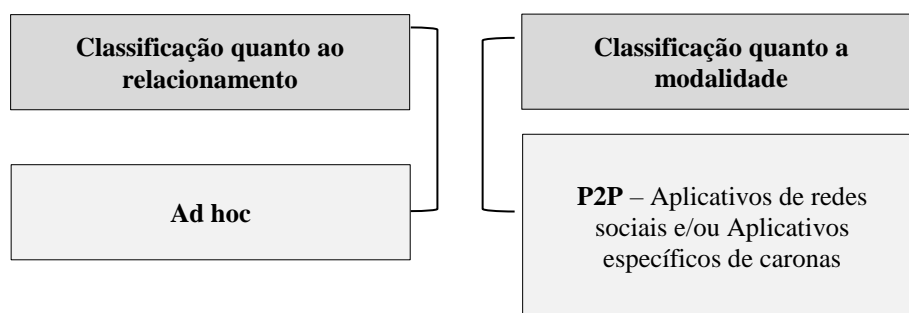 Classificação quanto ao
relacionamento
Ad hoc
Classificação quanto a
modalidade
P2P – Aplicativos de redes
sociais e/ou Aplicativos
específicos de caronas